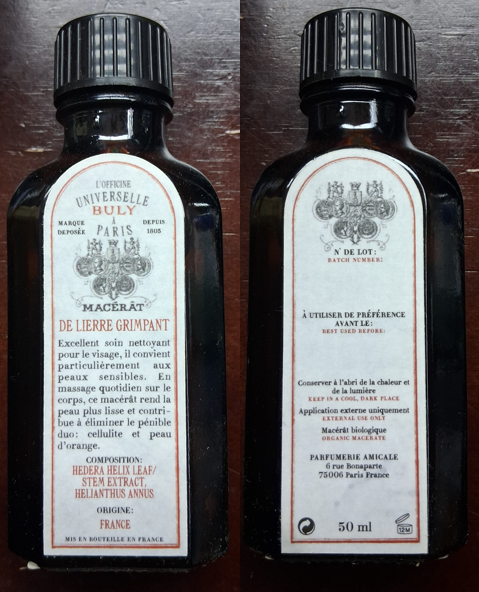 L'OFFICINE
UNIVERSELLE
BULY
MARQUE
DEPOSÉE
À
DEPUIS
1803
PARIS
MACÉRÂT
DE LIERRE GRIMPANT
Excellent soin nettoyant
pour le visage, il convient
particulièrement aux
peaux sensibles. En
massage quotidien sur le
corps, ce macérat rend la
peau plus lisse et contri-
bue à éliminer le pénible
duo: cellulite et peau
d'orange.
COMPOSITION:
HEDERA HELIX LEAF/
STEM EXTRACT,
HELIANTHUS ANNUS
ORIGINE:
FRANCE
MIS EN BOUTEILLE EN FRANCE
N° DE LOT:
BATCH NUMBER:
À UTILISER DE PRÉFÉRENCE
AVANT LE:
BEST USED BEFORE:
Conserver à l'abri de la chaleur et
de la lumière
KEEP IN A COOL, DARK PLACE
Application externe uniquement
EXTERNAL USE ONLY
Macérât biologique
ORGANIC MACERATE
PARFUMERIE AMICALE
6 rue Bonaparte
75006 Paris France
50 ml
12M